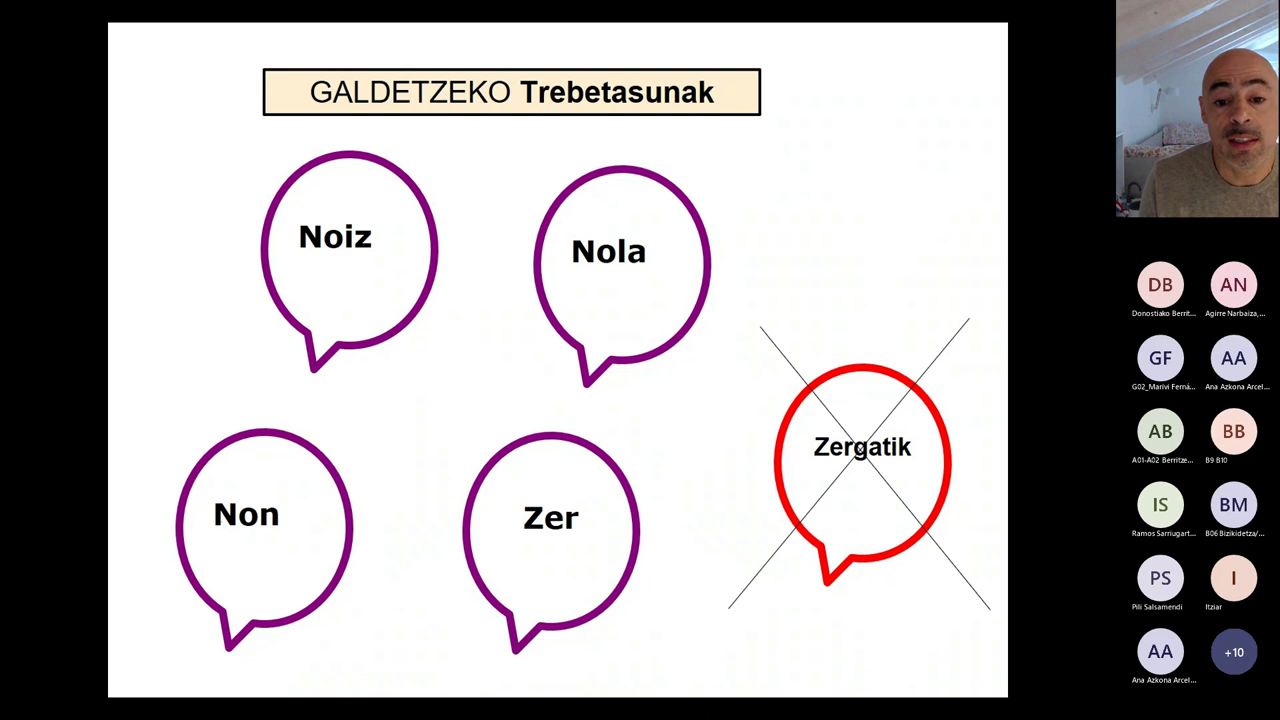 GALDETZEKO Trebetasunak
Noiz
Nola
Zergatik
Non
Zer
DB
AN
Donostiako Berrit...
Agirre Narbaiza,...
GF
AA
G02_Marivi Ferná...
Ana Azkona Arcel...
AB
BB
A01-A02 Berritze...
B9 B10
IS
BM
Ramos Sarriugart...
B06 Bizikidetza/...
PS
I
Pili Salsamendi
Itziar
AA
+10
Ana Azkona Arcel...